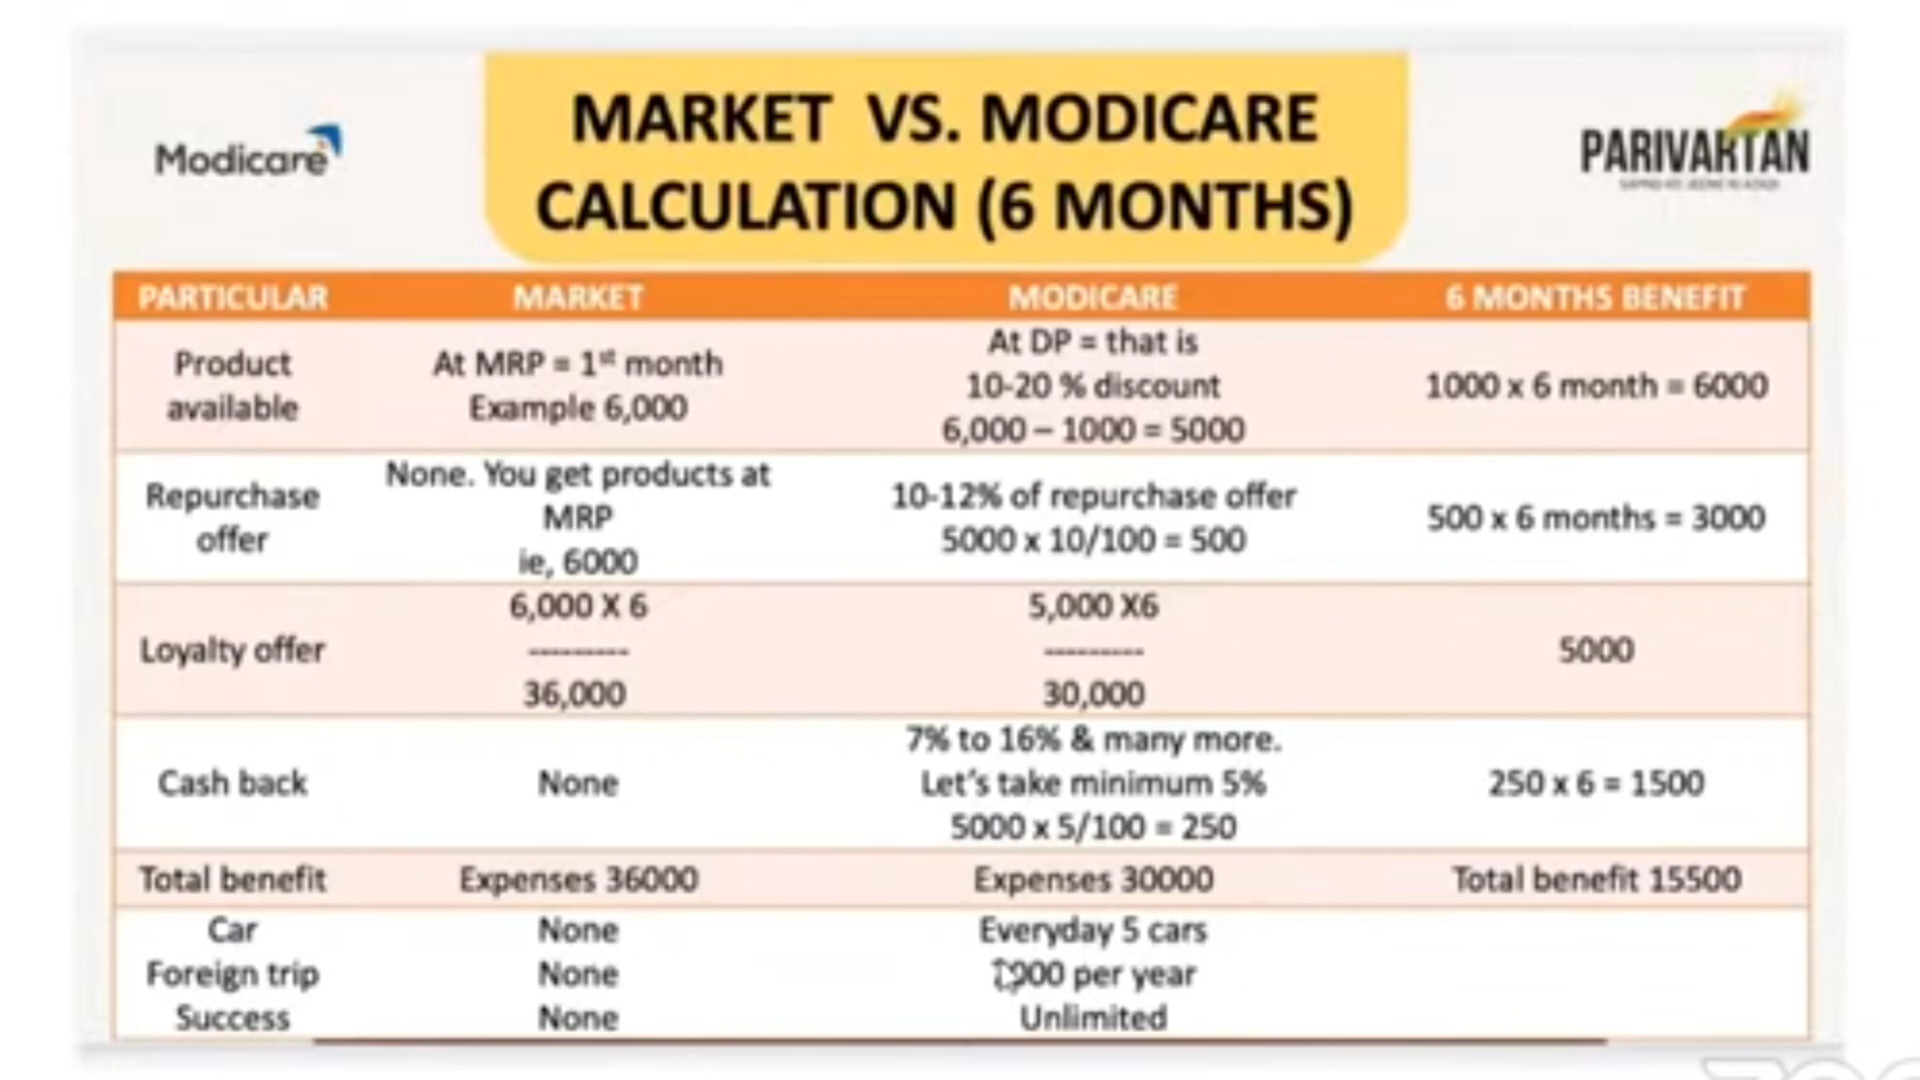 Modicare
MARKET VS. MODICARE
CALCULATION (6 MONTHS)
PARIVARTAN
PARTICULAR MARKET MODICARE 6 MONTHS BENEFIT
Product available
At MRP = 1st month
Example 6,000
At DP = that is
10-20 % discount
6,000 – 1000 = 5000
1000 x 6 month = 6000
Repurchase offer
None. You get products at
MRP
ie, 6000
10-12% of repurchase offer
5000 x 10/100 = 500
500 x 6 months = 3000
Loyalty offer
6,000 X 6
---------
36,000
5,000 X6
---------
30,000
5000
Cash back
None
7% to 16% & many more.
Let's take minimum 5%
5000 x 5/100 = 250
250 x 6 = 1500
Total benefit Expenses 36000 Expenses 30000 Total benefit 15500
Car None Everyday 5 cars
Foreign trip None per year
Success None Unlimited